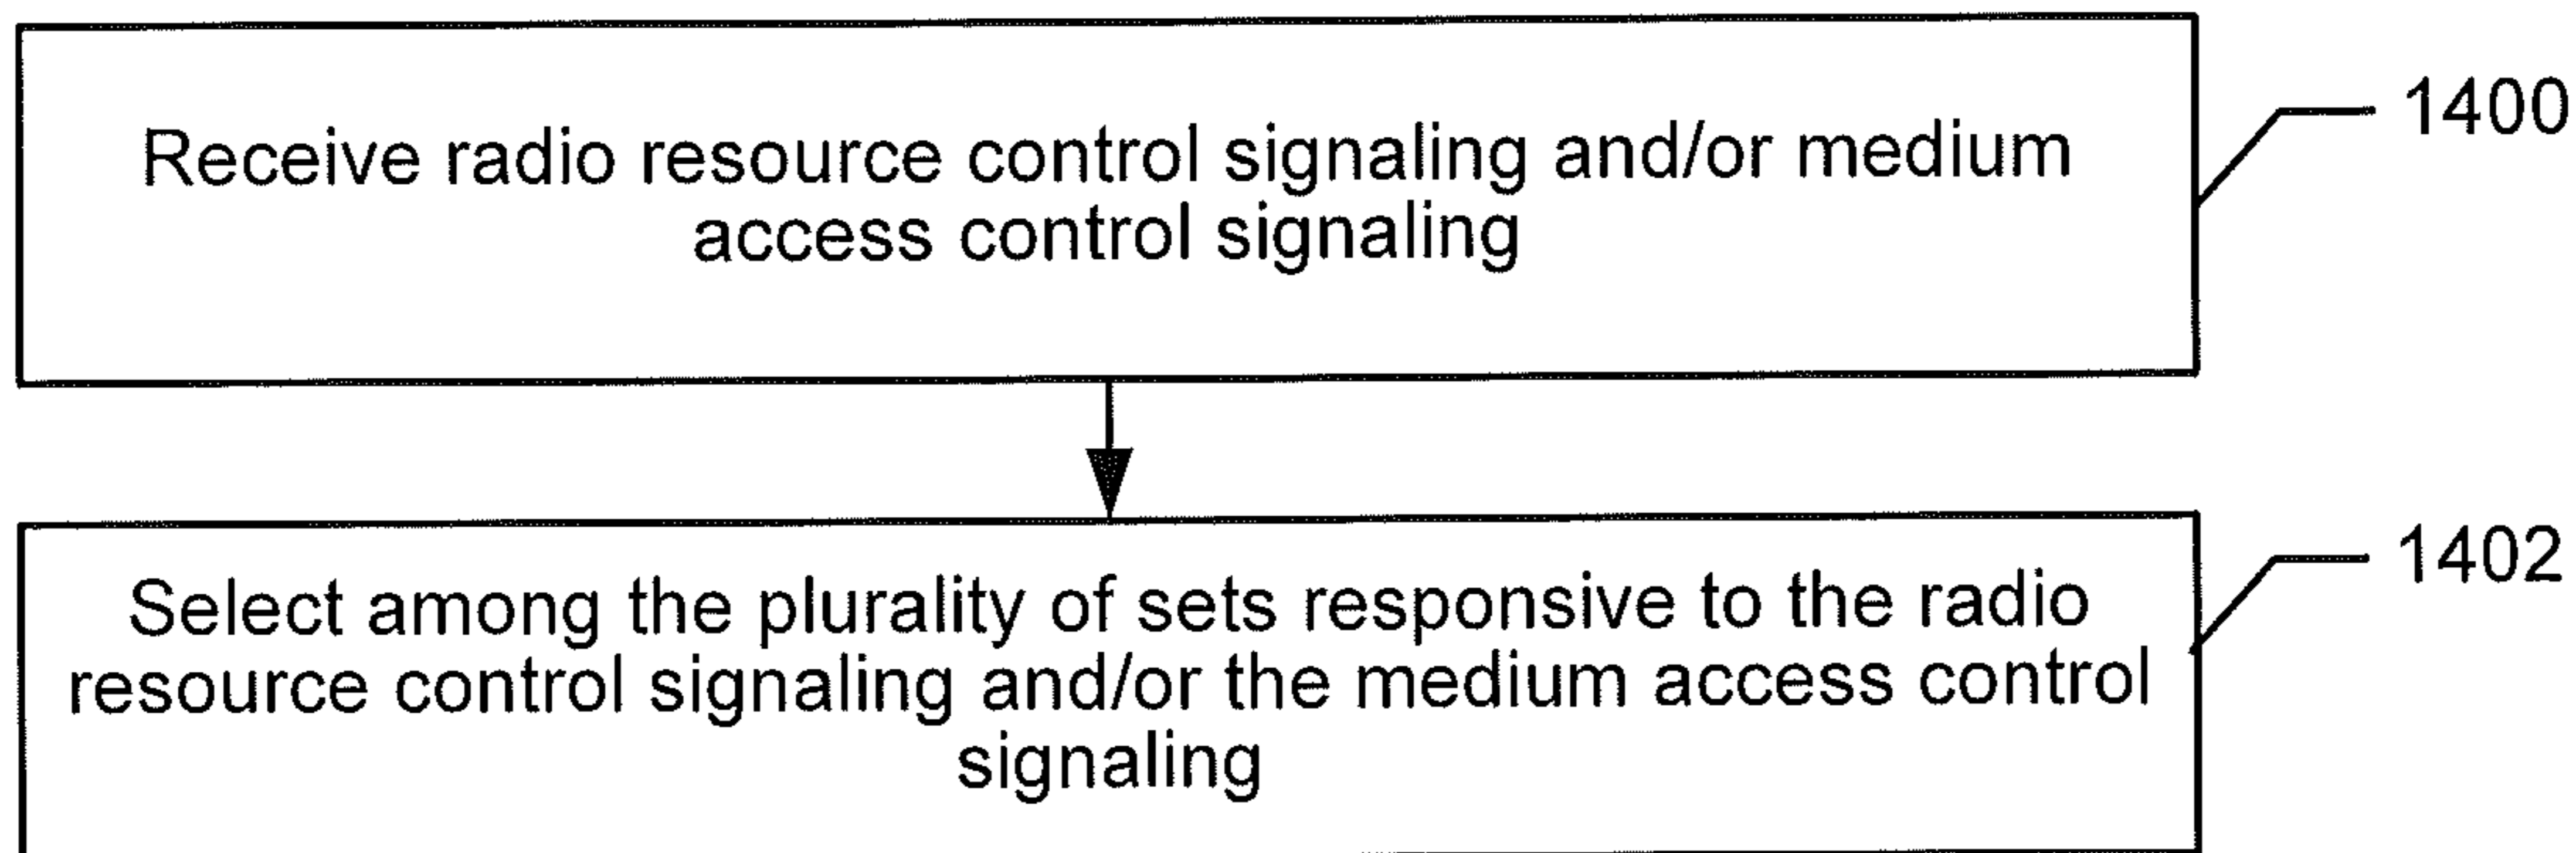 Receive radio resource control signaling and/or medium
access control signaling
1400
Select among the plurality of sets responsive to the radio
resource control signaling and/or the medium access control
signaling
1402